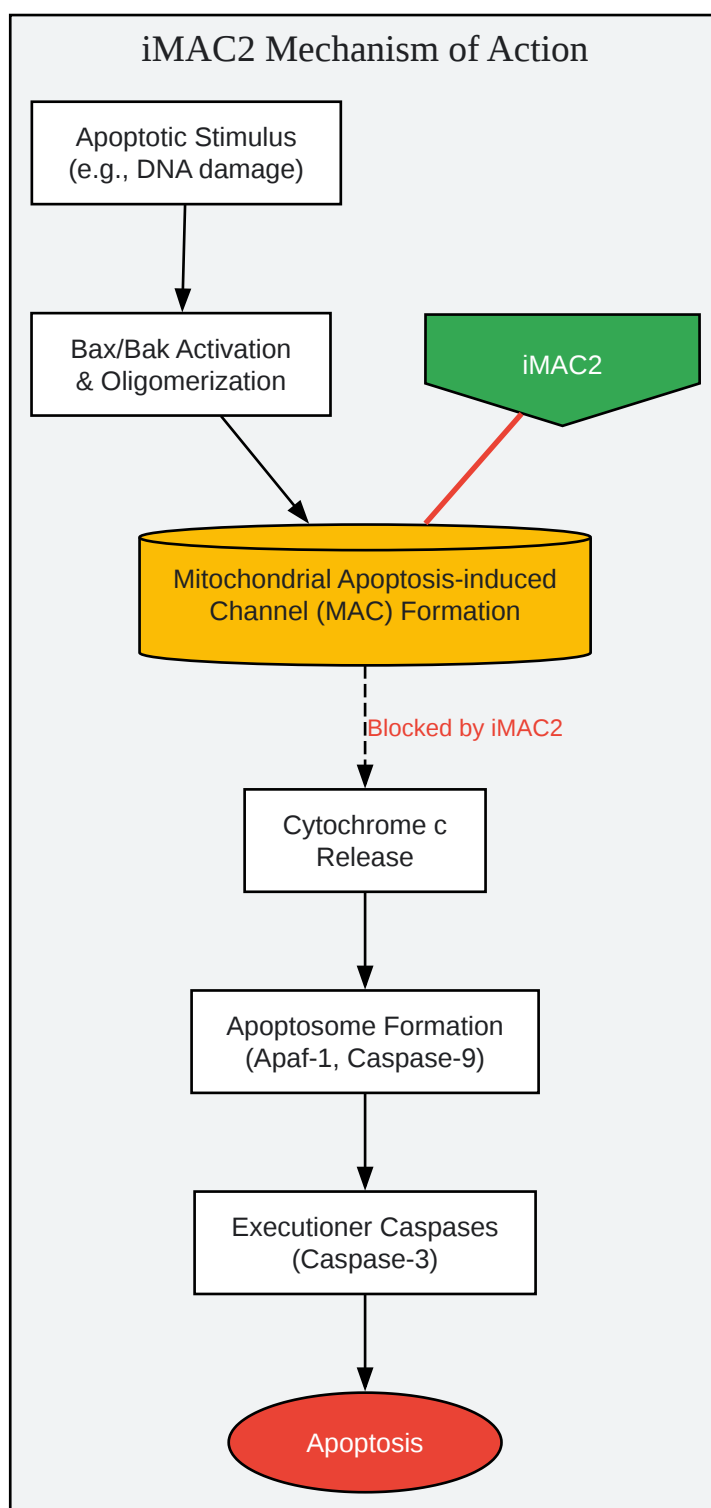 iMAC2 Mechanism of Action
Apoptotic Stimulus
(e.g., DNA damage)
Bax/Bak Activation
& Oligomerization
iMAC2
Mitochondrial Apoptosis-induced
Channel (MAC) Formation
Blocked by iMAC2
Cytochrome c
Release
Apoptosome Formation
(Apaf-1, Caspase-9)
Executioner Caspases
(Caspase-3)
Apoptosis